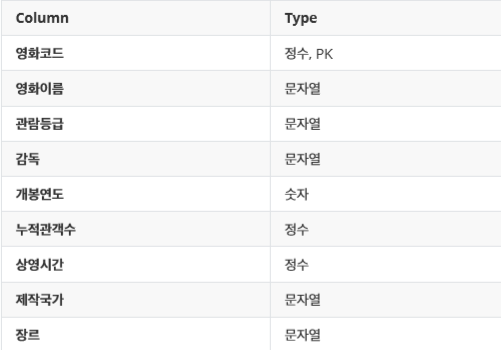 Column Type
영화코드 정수, PK
영화이름 문자열
관람등급 문자열
감독 문자열
개봉연도 숫자
누적관객수 정수
상영시간 정수
제작국가 문자열
장르 문자열